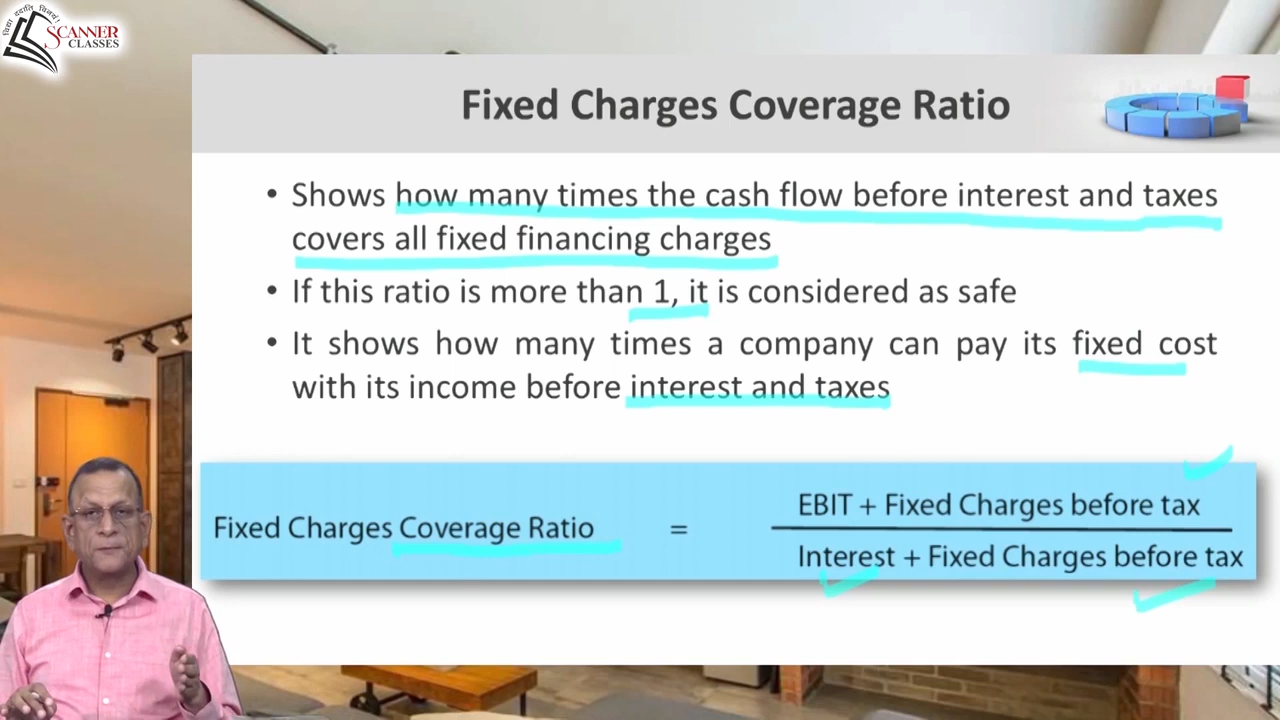 विद्या ददाति विनयं।
SCANNER
CLASSES
Fixed Charges Coverage Ratio
• Shows how many times the cash flow before interest and taxes
covers all fixed financing charges
• If this ratio is more than 1, it is considered as safe
• It shows how many times a company can pay its fixed cost
with its income before interest and taxes
Fixed Charges Coverage Ratio = EBIT + Fixed Charges before tax
Interest + Fixed Charges before tax